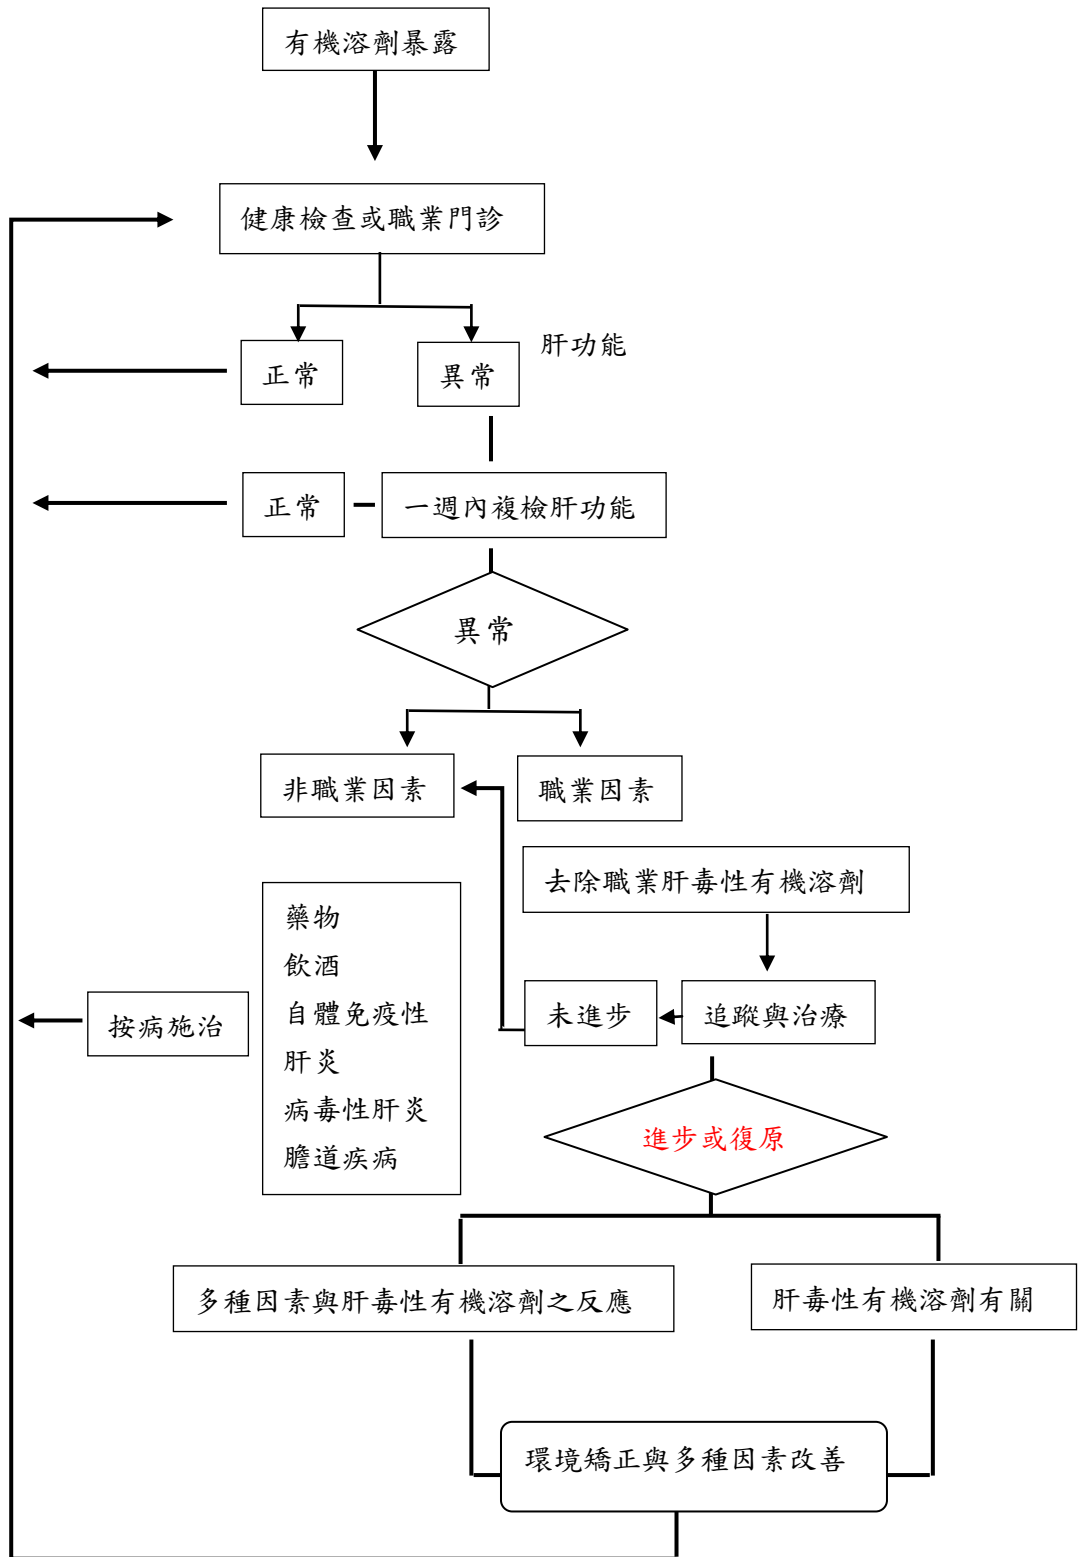 有機溶劑暴露
健康檢查或職業門診
肝功能
正常
異常
正常
一週內複檢肝功能
異常
非職業因素
職業因素
去除職業肝毒性有機溶劑
藥物
飲酒
自體免疫性
肝炎
病毒性肝炎
膽道疾病
按病施治
未進步
追蹤與治療
進步或復原
多種因素與肝毒性有機溶劑之反應
肝毒性有機溶劑有關
環境矯正與多種因素改善